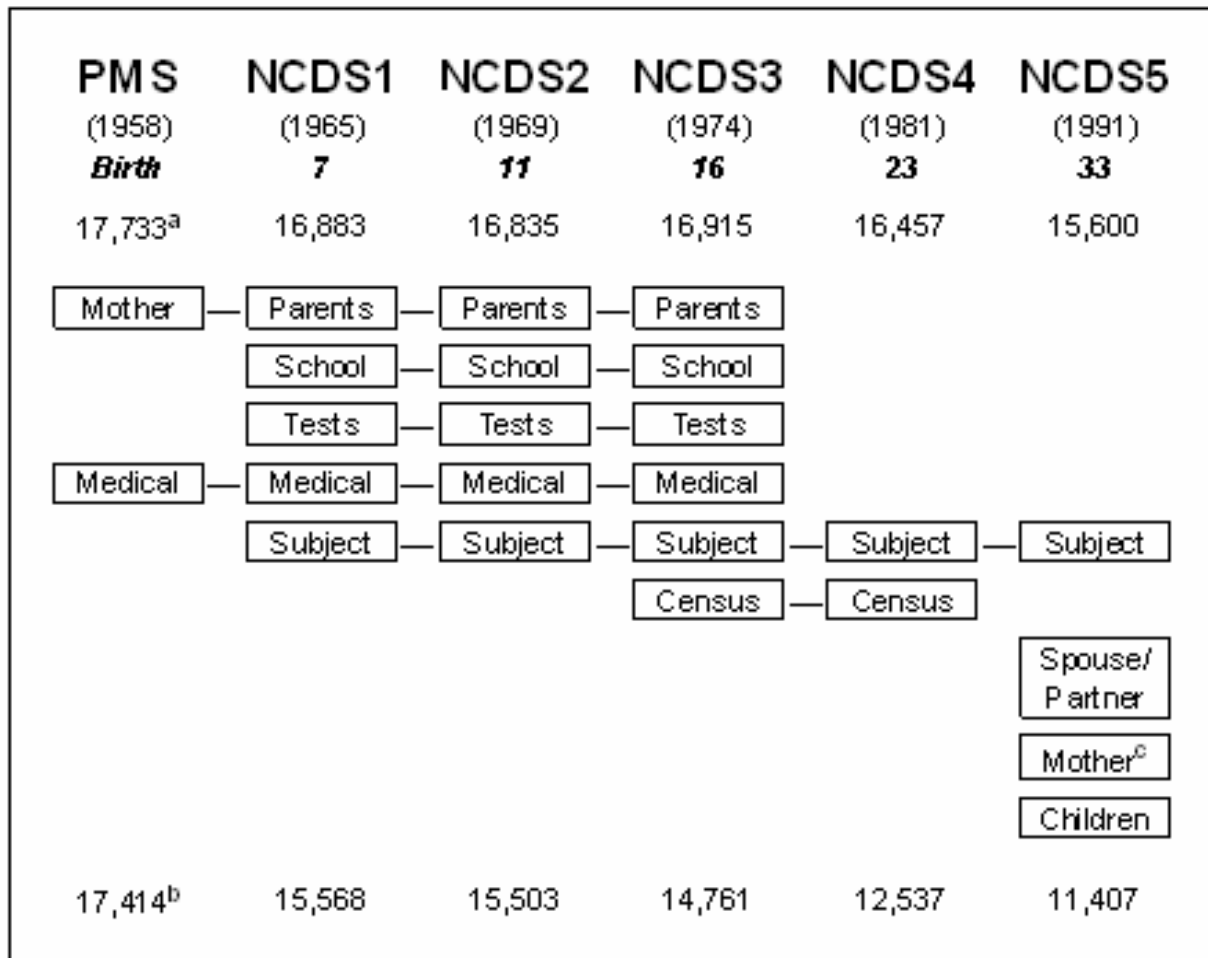 PMS NCDS1 NCDS2 NCDS3 NCDS4 NCDS5
(1958) (1965) (1969) (1974) (1981) (1991)
Birth 7 11 16 23 33
17,733a 16,883 16,835 16,915 16,457 15,600
Mother Parents Parents Parents
School School School
Tests Tests Tests
Medical Medical Medical Medical
Subject Subject Subject Subject Subject
Census Census
Spouse/
Partner
Motherc
Children
17,414b 15,568 15,503 14,761 12,537 11,407